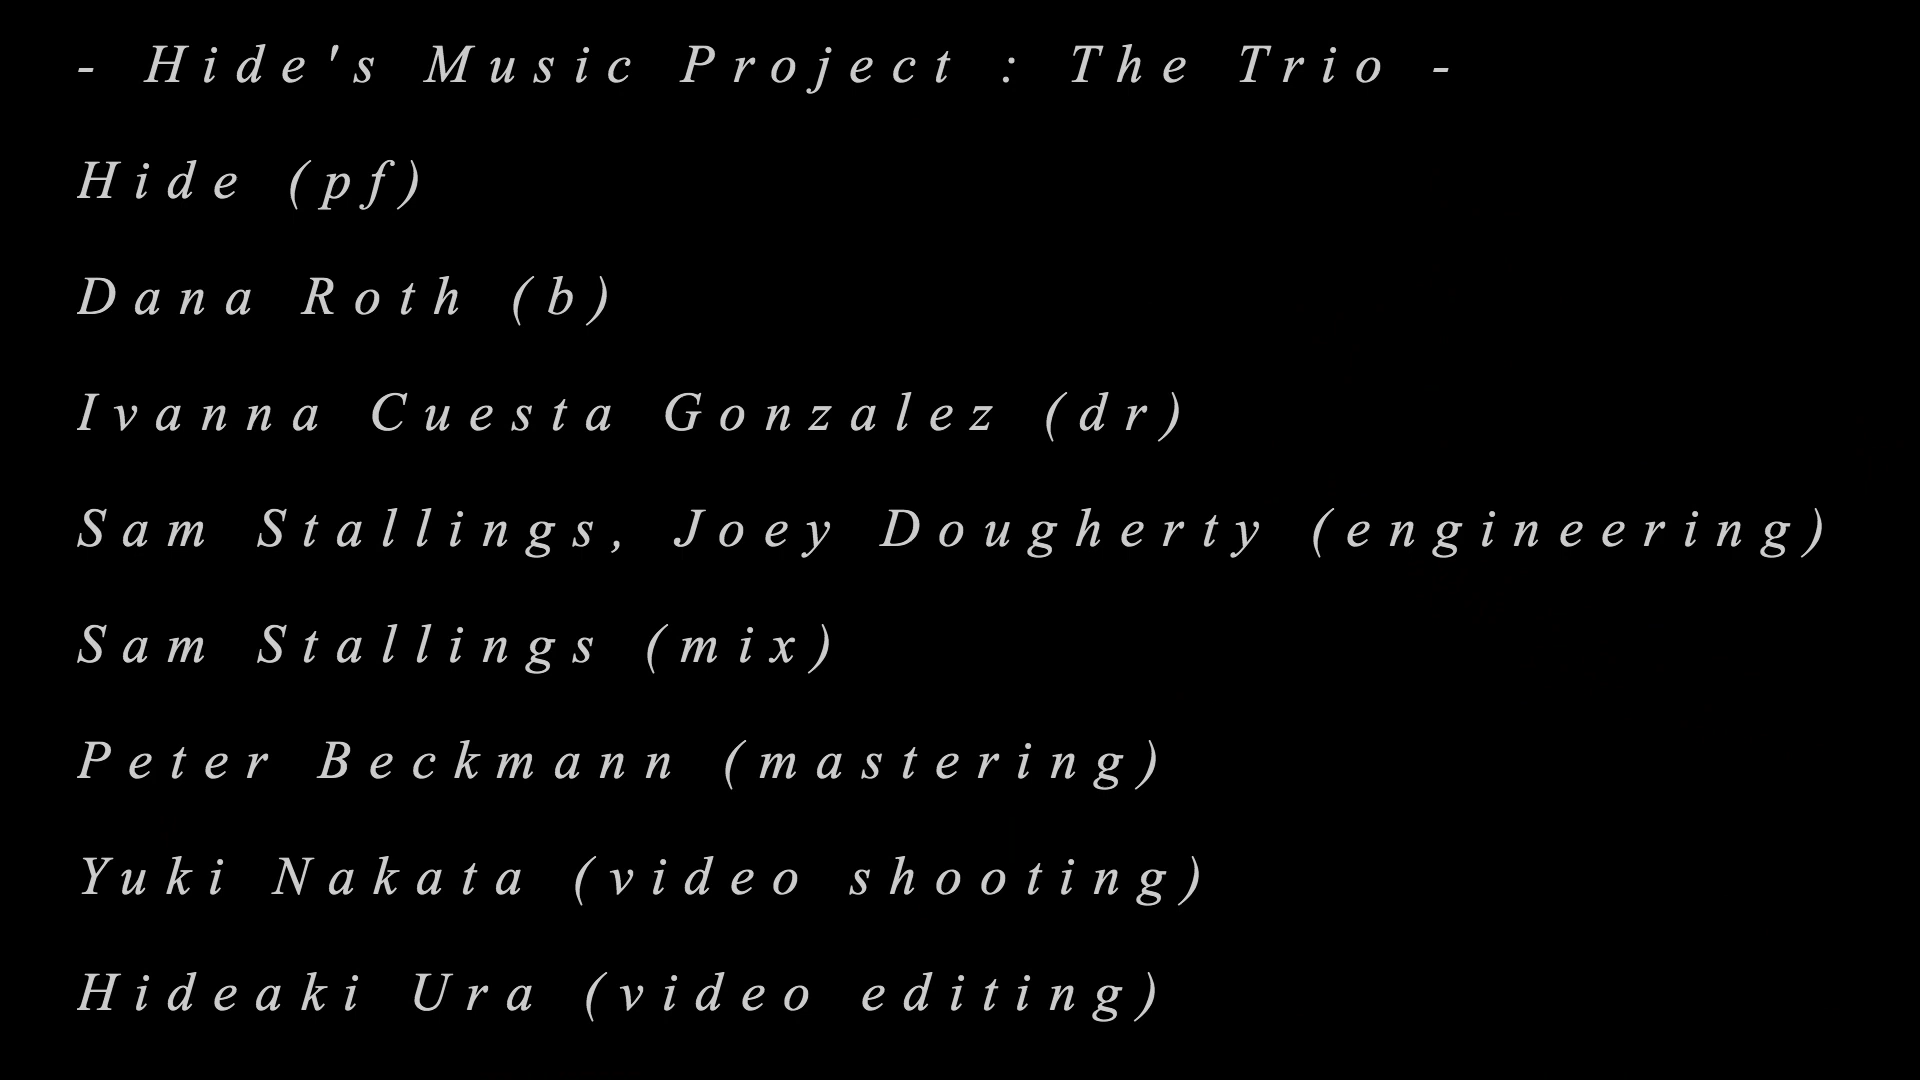 - Hide's Music Project : The Trio -
Hide (pf)
Dana Roth (b)
Ivanna Cuesta Gonzalez (dr)
Sam Stallings, Joey Dougherty (engineering)
Sam Stallings (mix)
Peter Beckmann (mastering)
Yuki Nakata (video shooting)
Hideaki Ura (video editing)